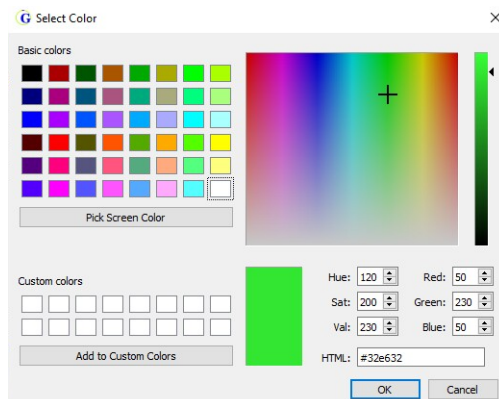 G Select Color
Basic colors
Pick Screen Color
Custom colors
Add to Custom Colors
Hue: 120 Red: 50
Sat: 200 Green: 230
Val: 230 Blue: 50
HTML: #32e632
OK Cancel